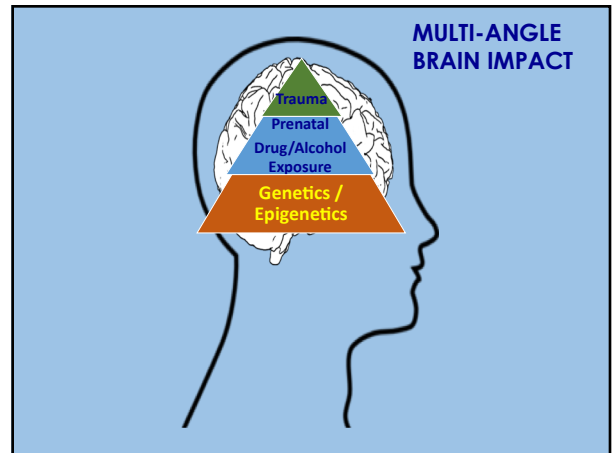 MULTI-ANGLE
BRAIN IMPACT
Trauma
Prenatal
Drug/Alcohol
Exposure
Genetics /
Epigenetics